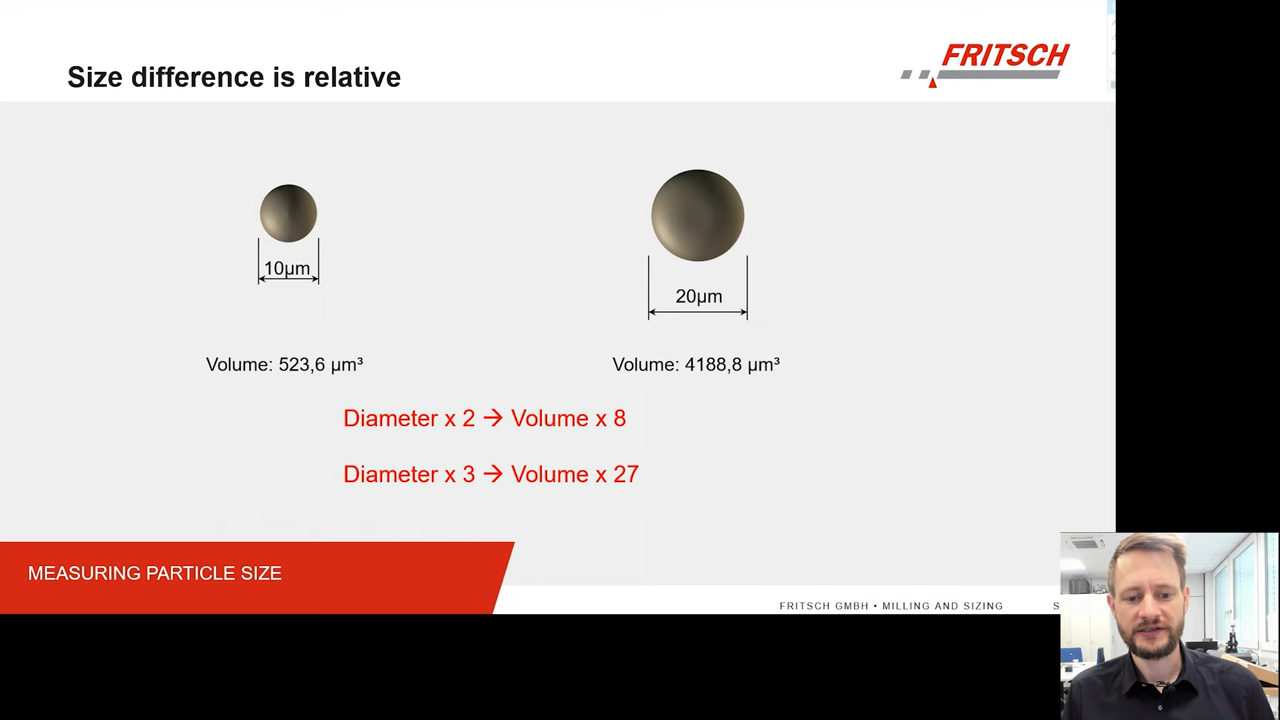 Size difference is relative
FRITSCH
10µm
20µm
Volume: 523,6 µm³
Volume: 4188,8 µm³
Diameter x 2 → Volume x 8
Diameter x 3 → Volume x 27
MEASURING PARTICLE SIZE
FRITSCH GMBH • MILLING AND SIZING
S